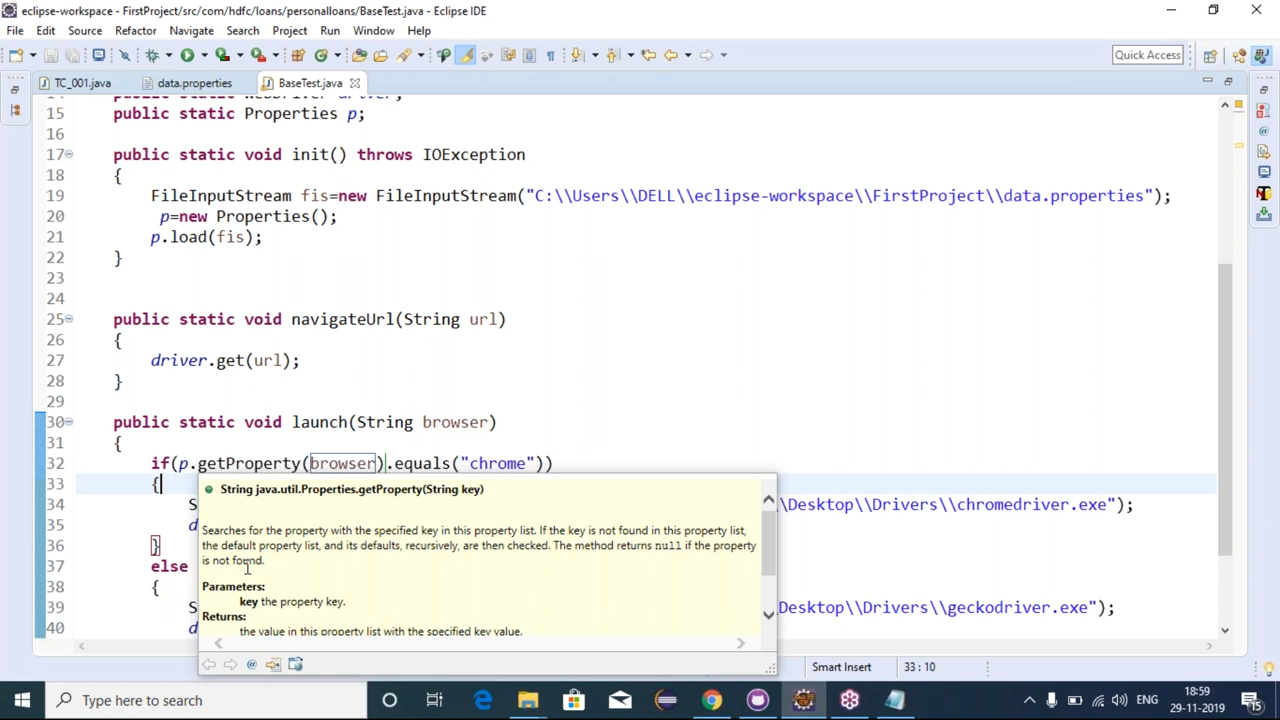 eclipse-workspace - FirstProject/src/com/hdfc/loans/personalloans/BaseTest.java - Eclipse IDE
File Edit Source Refactor Navigate Search Project Run Window Help
Quick Access
TC_001.java data.properties BaseTest.java
15 public static Properties p;
16
17 public static void init() throws IOException
18 {
19 FileInputStream fis=new FileInputStream("C:\\Users\\DELL\\eclipse-workspace\\FirstProject\\data.properties");
20 p=new Properties();
21 p.load(fis);
22 }
23
24
25 public static void navigateUrl(String url)
26 {
27 driver.get(url);
28 }
29
30 public static void launch(String browser)
31 {
32 if(p.getProperty(browser).equals("chrome"))
33 {
String java.util.Properties.getProperty(String key)
34 S \Desktop\\Drivers\\chromedriver.exe");
Searches for the property with the specified key in this property list. If the key is not found in this property list,
35 d the default property list, and its defaults, recursively, are then checked. The method returns null if the property
36 } is not found.
37 else
Parameters:
38 {
key the property key.
39 S Desktop\\Drivers\\geckodriver.exe");
Returns:
40 d the value in this property list with the specified key value.
Smart Insert 33 : 10
Type here to search
ENG 18:59
29-11-2019
15